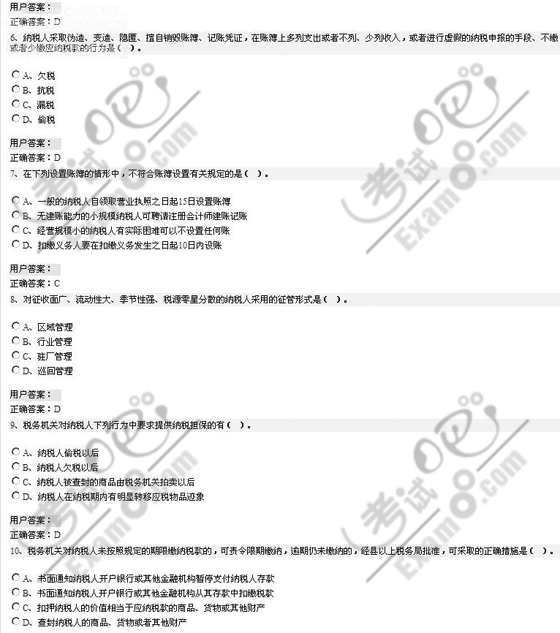 用户答案:
正确答案: D
6、纳税人采取伪造、变造、隐匿、擅自销毁账簿、记账凭证，在账簿上多列支出或者不列、少列收入，或者进行虚假的纳税申报的手段、不缴
或者少缴应纳税款的行为是( )。
A、欠税
B、抗税
C、漏税
D、偷税
用户答案:
正确答案: D
7、在下列设置账簿的情形中，不符合账簿设置有关规定的是( )。
A、一般的纳税人自领取营业执照之日起15日设置账簿
B、无建账能力的小规模纳税人可聘请注册会计师建账记账
C、经营规模小的纳税人有实际困难可以不设置任何账
D、扣缴义务人要在扣缴义务发生之日起10日内设账
用户答案:
正确答案: C
8、对征收面广、流动性大、季节性强、税源零星分散的纳税人采用的征管形式是( )。
A、区域管理
B、行业管理
C、驻厂管理
D、巡回管理
用户答案:
正确答案: D
9、税务机关对纳税人下列行为中要求提供纳税担保的有( )。
A、纳税人偷税以后
B、纳税人欠税以后
C、纳税人被查封的商品由税务机关拍卖以后
D、纳税人在纳税期内有明显转移应税物品迹象
用户答案:
正确答案: D
10、税务机关对纳税人未按照规定的期限缴纳税款的，可责令限期缴纳，逾期仍未缴纳的，经县以上税务局批准，可采取的正确措施是( )。
A、书面通知纳税人开户银行或其他金融机构暂停支付纳税人存款
B、书面通知纳税人开户银行或其他金融机构从其存款中扣缴税款
C、扣押纳税人的价值相当于应纳税款的商品、货物或其他财产
D、查封纳税人的商品、货物或者其他财产
考试吧
Exam8.com
考试吧
Exam8.com
考试吧
Exam8.com
考试吧
Exam8.com